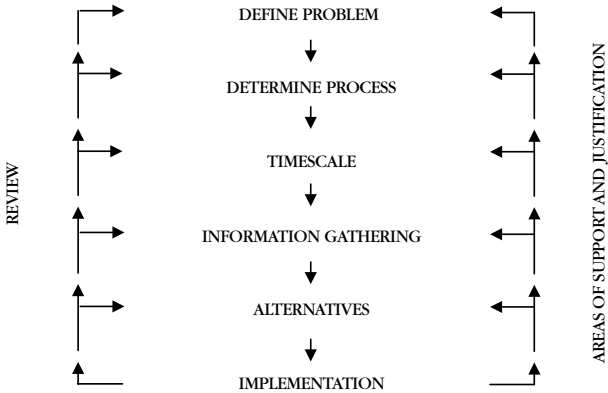 DEFINE PROBLEM
DETERMINE PROCESS
TIMESCALE
INFORMATION GATHERING
ALTERNATIVES
IMPLEMENTATION
REVIEW
AREAS OF SUPPORT AND JUSTIFICATION